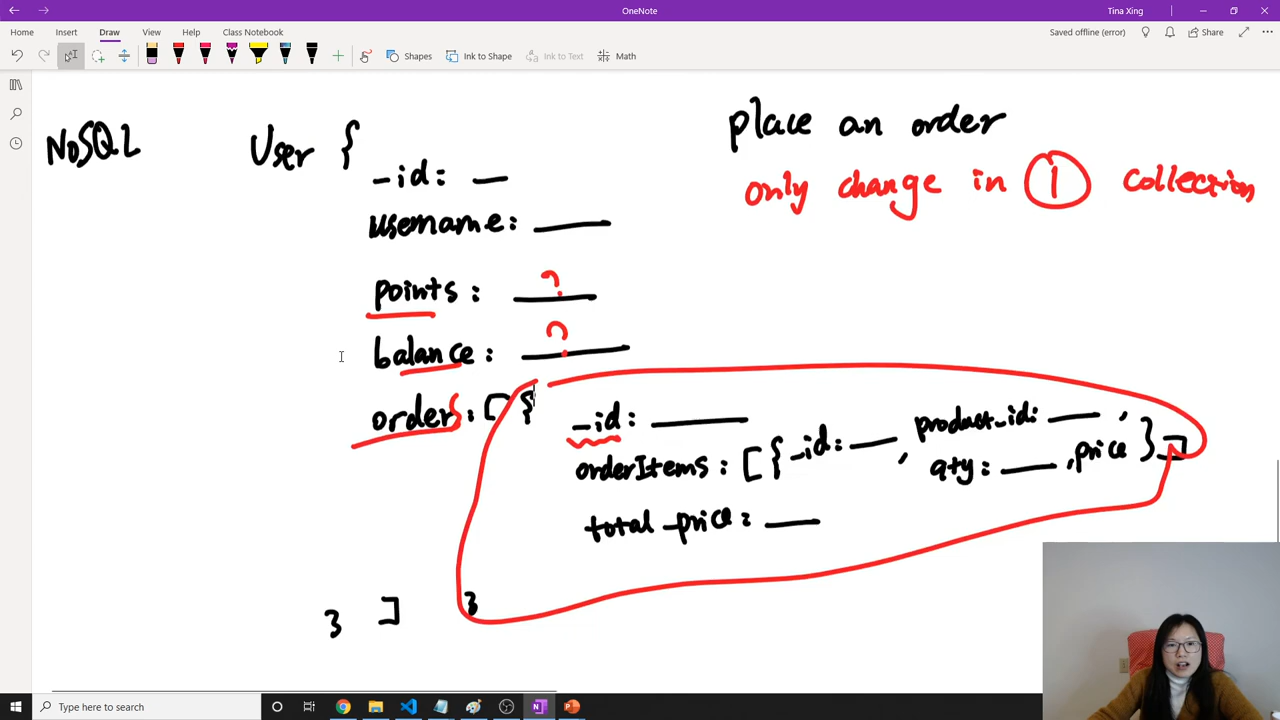 OneNote
Tina Xing
Home Insert Draw View Help Class Notebook
Saved offline (error) Share
Shapes Ink to Shape Ink to Text Math
NoSQL User { place an order
_id: only change in 1 collection
username:
points: ?
balance: ?
orders: [ {
_id:
orderItems: [ { _id: , product_id: ,
qty: , price } ]
total_price:
} ] }
Type here to search